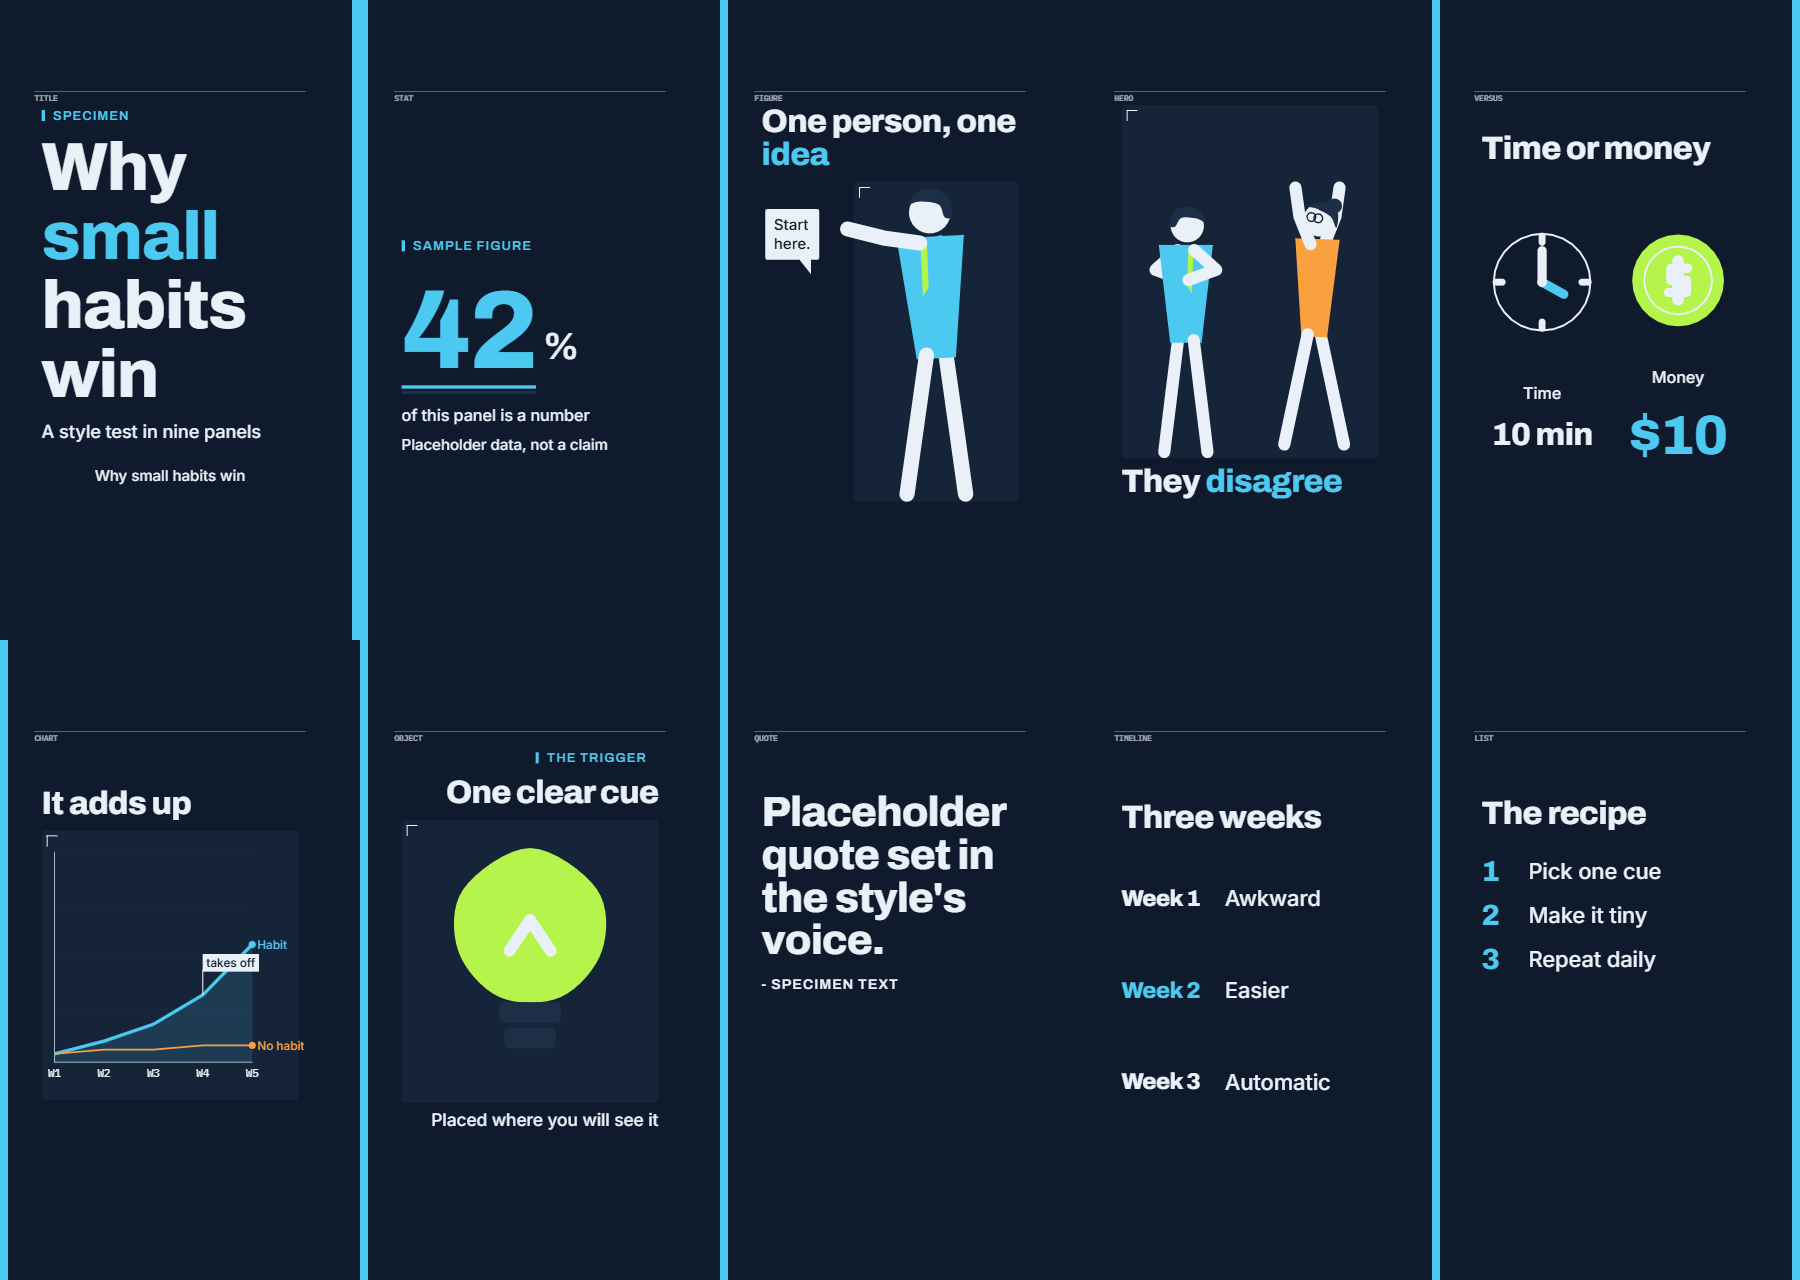 TITLE
SPECIMEN
Why
small
habits
win
A style test in nine panels
Why small habits win
STAT
SAMPLE FIGURE
42 %
of this panel is a number
Placeholder data, not a claim
FIGURE
One person, one
idea
Start
here.
HERO
They disagree
VERSUS
Time or money
Time
10 min
Money
$10
CHART
It adds up
Habit
takes off
No habit
W1 W2 W3 W4 W5
OBJECT
THE TRIGGER
One clear cue
Placed where you will see it
QUOTE
Placeholder
quote set in
the style's
voice.
- SPECIMEN TEXT
TIMELINE
Three weeks
Week 1 Awkward
Week 2 Easier
Week 3 Automatic
LIST
The recipe
1 Pick one cue
2 Make it tiny
3 Repeat daily